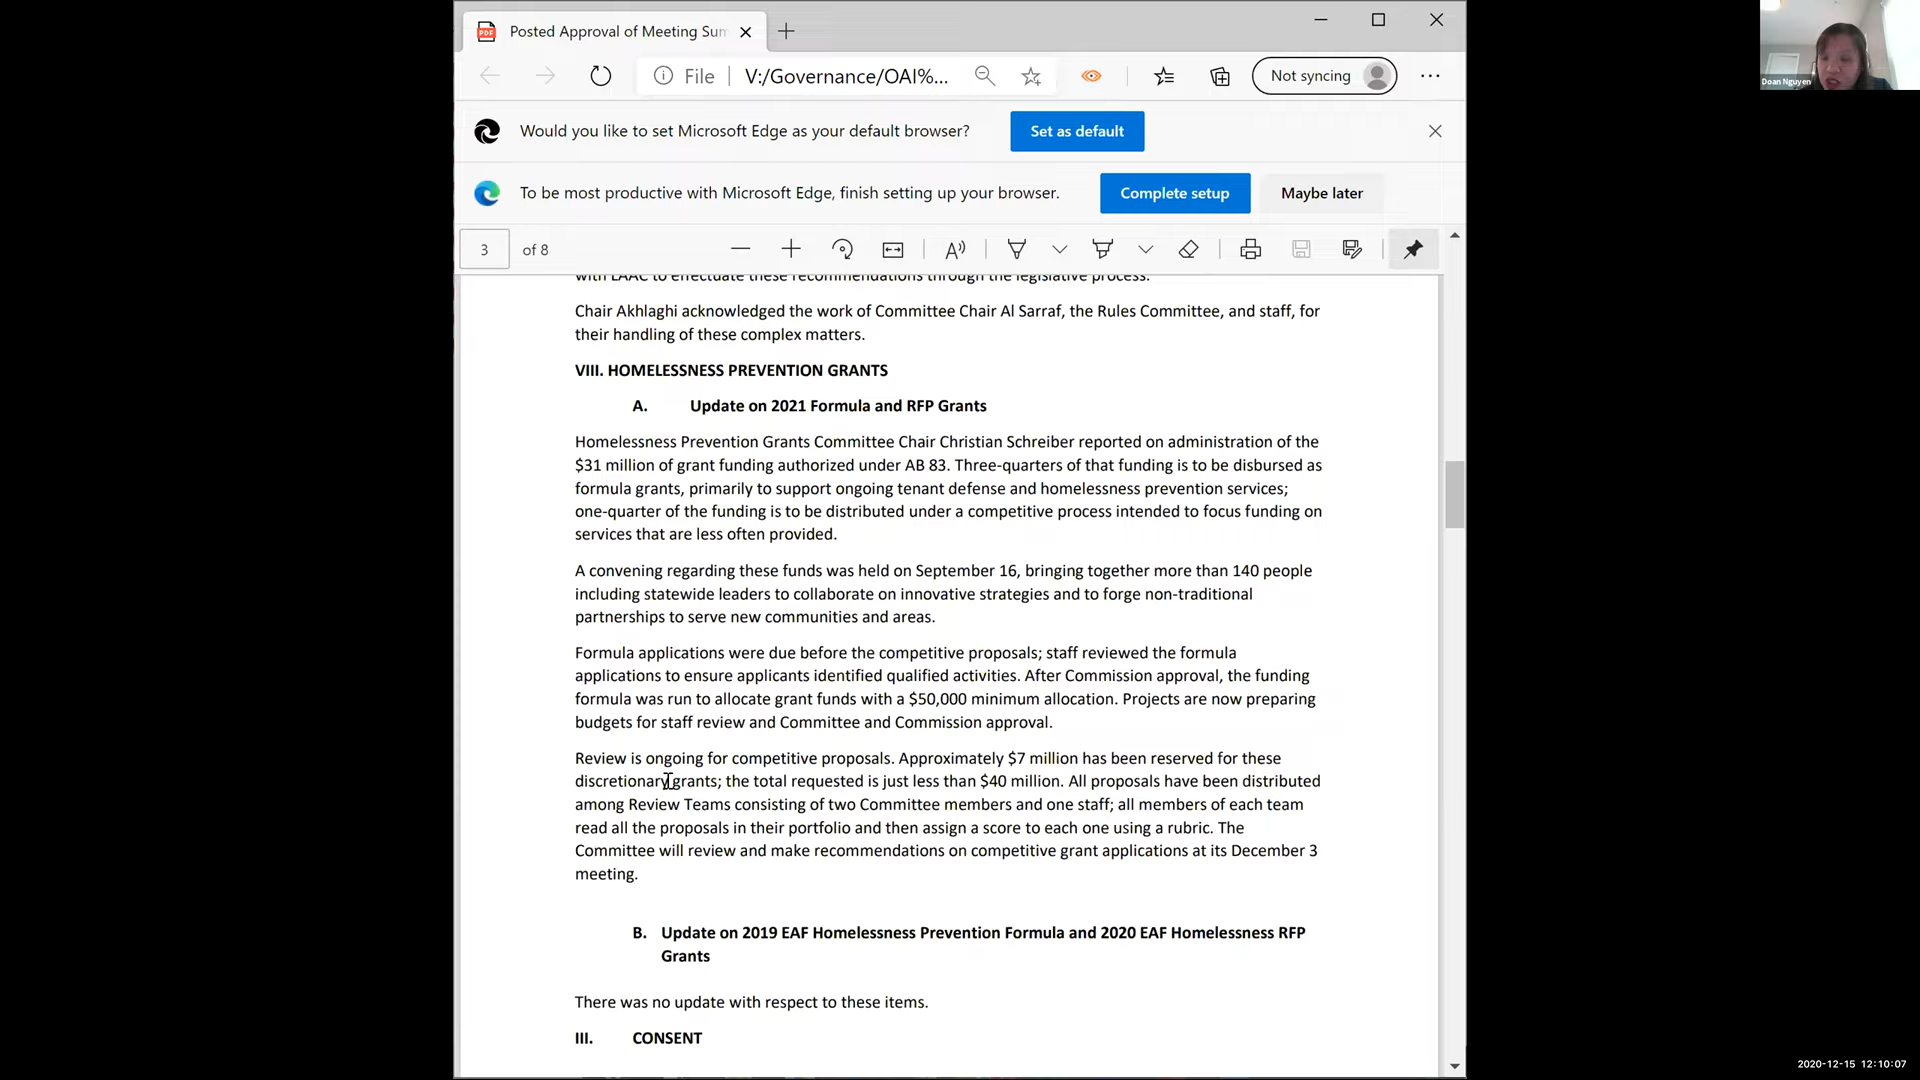 Posted Approval of Meeting Sum
File
V:/Governance/OAI%...
Not syncing
Would you like to set Microsoft Edge as your default browser?
Set as default
To be most productive with Microsoft Edge, finish setting up your browser.
Complete setup
Maybe later
3 of 8
with LAAC to effectuate these recommendations through the legislative process.
Chair Akhlaghi acknowledged the work of Committee Chair Al Sarraf, the Rules Committee, and staff, for
their handling of these complex matters.
VIII. HOMELESSNESS PREVENTION GRANTS
A. Update on 2021 Formula and RFP Grants
Homelessness Prevention Grants Committee Chair Christian Schreiber reported on administration of the
$31 million of grant funding authorized under AB 83. Three-quarters of that funding is to be disbursed as
formula grants, primarily to support ongoing tenant defense and homelessness prevention services;
one-quarter of the funding is to be distributed under a competitive process intended to focus funding on
services that are less often provided.
A convening regarding these funds was held on September 16, bringing together more than 140 people
including statewide leaders to collaborate on innovative strategies and to forge non-traditional
partnerships to serve new communities and areas.
Formula applications were due before the competitive proposals; staff reviewed the formula
applications to ensure applicants identified qualified activities. After Commission approval, the funding
formula was run to allocate grant funds with a $50,000 minimum allocation. Projects are now preparing
budgets for staff review and Committee and Commission approval.
Review is ongoing for competitive proposals. Approximately $7 million has been reserved for these
discretionary grants; the total requested is just less than $40 million. All proposals have been distributed
among Review Teams consisting of two Committee members and one staff; all members of each team
read all the proposals in their portfolio and then assign a score to each one using a rubric. The
Committee will review and make recommendations on competitive grant applications at its December 3
meeting.
B. Update on 2019 EAF Homelessness Prevention Formula and 2020 EAF Homelessness RFP
Grants
There was no update with respect to these items.
III. CONSENT
Doan Nguyen
2020-12-15 12:10:07